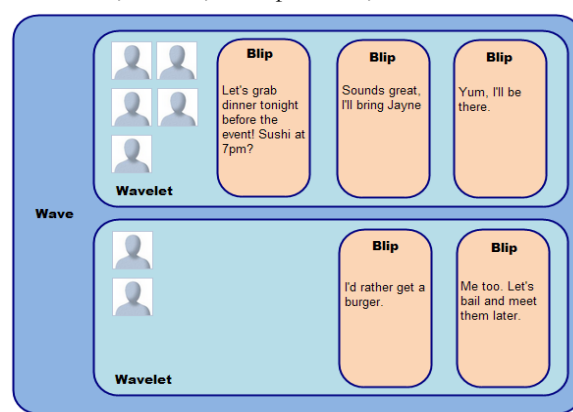 Blip
Let's grab
dinner tonight
before the
event! Sushi at
7pm?
Blip
Sounds great,
I'll bring Jayne
Blip
Yum, I'll be
there.
Wavelet
Wave
Blip
I'd rather get a
burger.
Blip
Me too. Let's
bail and meet
them later.
Wavelet